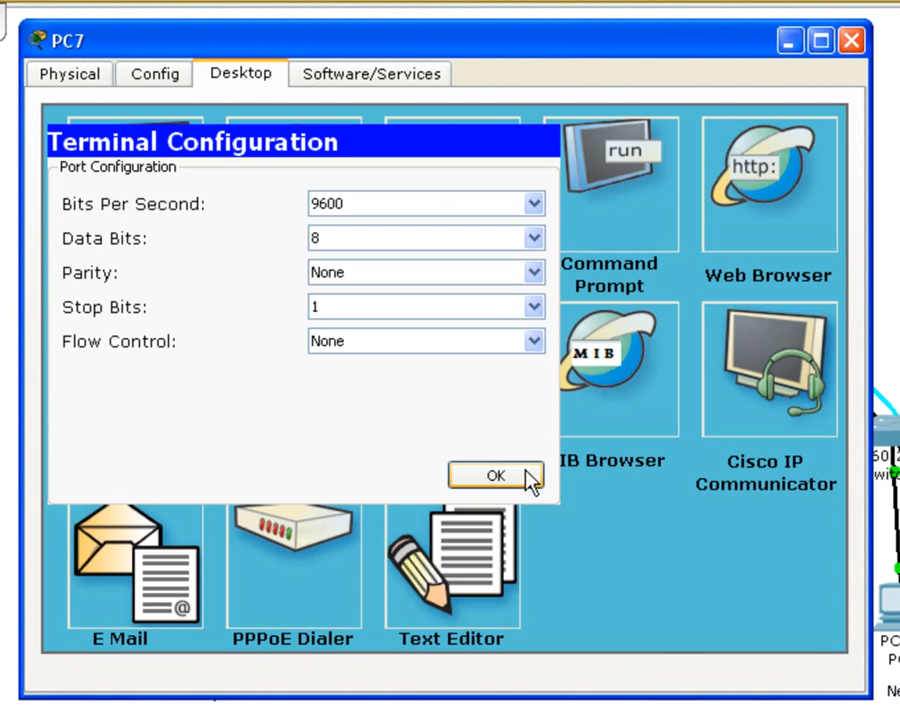 PC7
Physical
Config
Desktop
Software/Services
Terminal Configuration
Port Configuration
Bits Per Second:
9600
Data Bits:
8
Parity:
None
Stop Bits:
1
Flow Control:
None
OK
run
http:
Command
Prompt
Web Browser
MIB
IB Browser
Cisco IP
Communicator
@
E Mail
PPPoE Dialer
Text Editor
PC
Ne